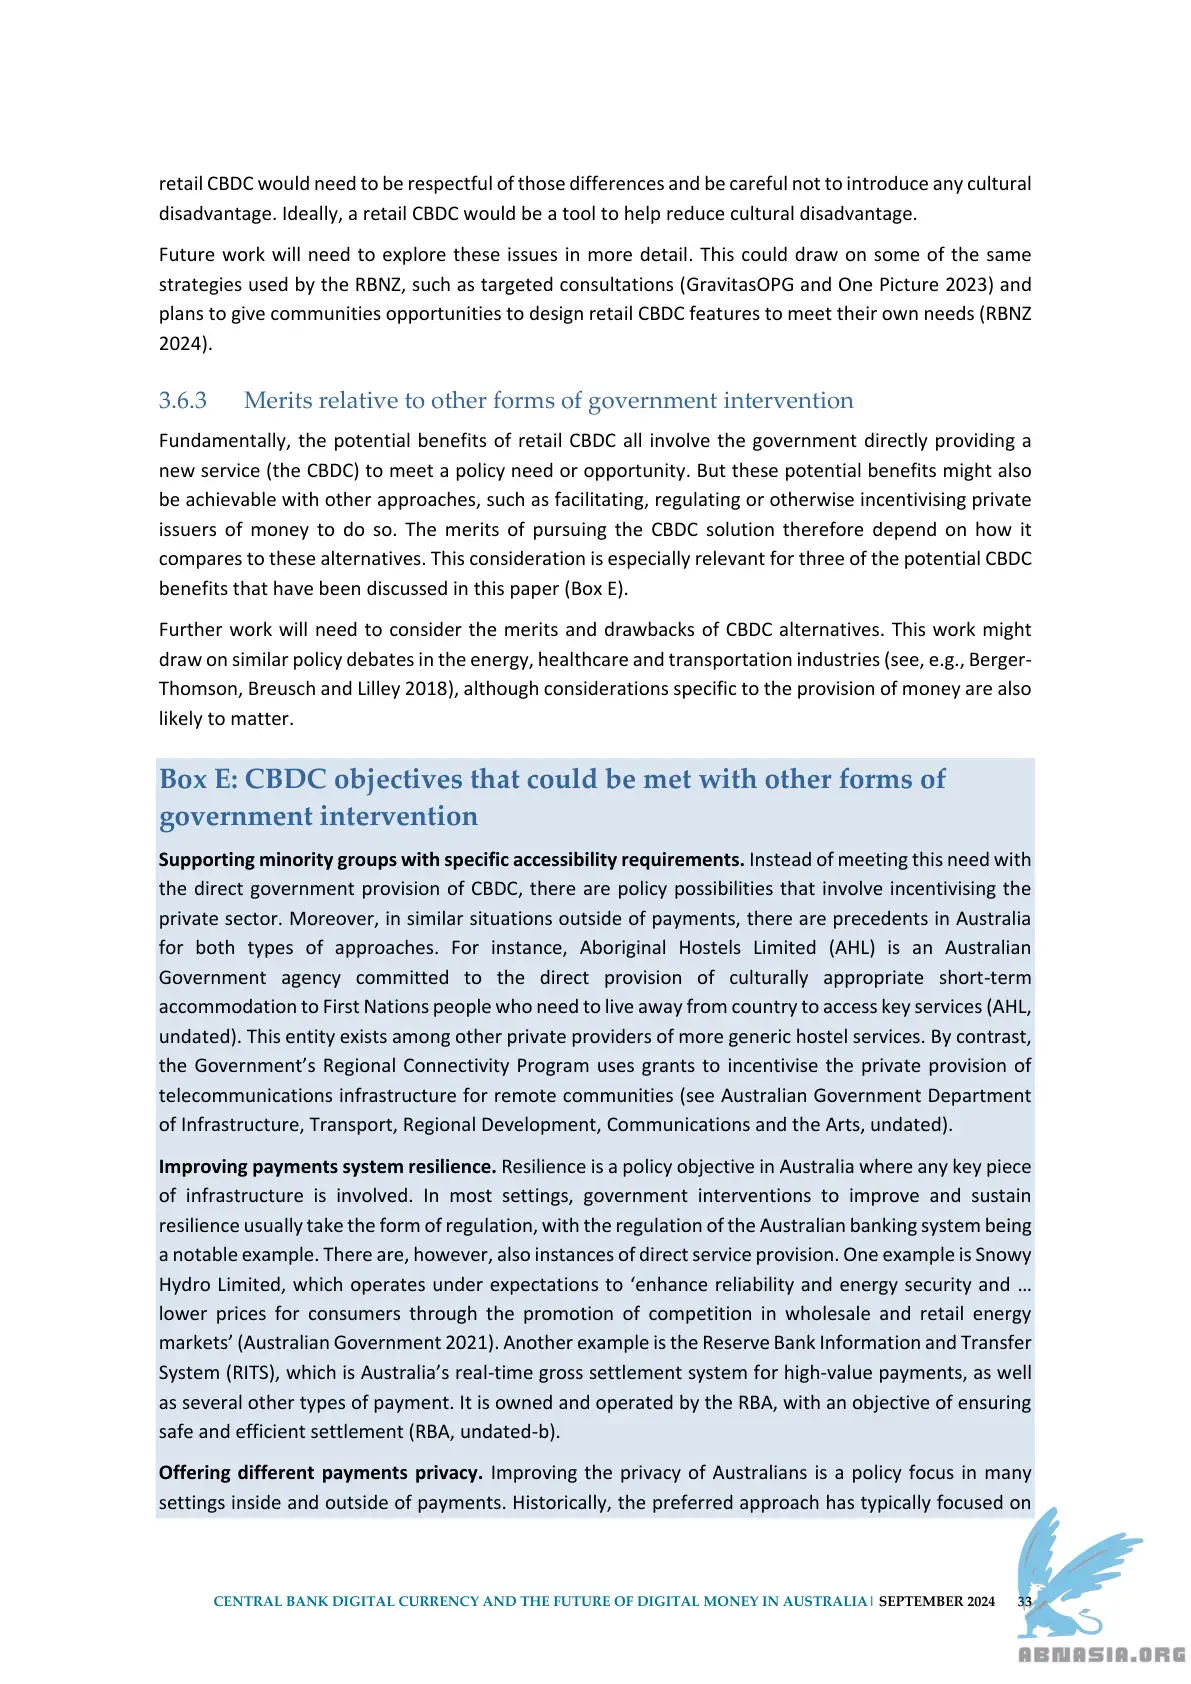 retail CBDC would need to be respectful of those differences and be careful not to introduce any cultural
disadvantage. Ideally, a retail CBDC would be a tool to help reduce cultural disadvantage.
Future work will need to explore these issues in more detail. This could draw on some of the same
strategies used by the RBNZ, such as targeted consultations (GravitasOPG and One Picture 2023) and
plans to give communities opportunities to design retail CBDC features to meet their own needs (RBNZ
2024).
3.6.3 Merits relative to other forms of government intervention
Fundamentally, the potential benefits of retail CBDC all involve the government directly providing a
new service (the CBDC) to meet a policy need or opportunity. But these potential benefits might also
be achievable with other approaches, such as facilitating, regulating or otherwise incentivising private
issuers of money to do so. The merits of pursuing the CBDC solution therefore depend on how it
compares to these alternatives. This consideration is especially relevant for three of the potential CBDC
benefits that have been discussed in this paper (Box E).
Further work will need to consider the merits and drawbacks of CBDC alternatives. This work might
draw on similar policy debates in the energy, healthcare and transportation industries (see, e.g., Berger-
Thomson, Breusch and Lilley 2018), although considerations specific to the provision of money are also
likely to matter.
Box E: CBDC objectives that could be met with other forms of
government intervention
Supporting minority groups with specific accessibility requirements. Instead of meeting this need with
the direct government provision of CBDC, there are policy possibilities that involve incentivising the
private sector. Moreover, in similar situations outside of payments, there are precedents in Australia
for both types of approaches. For instance, Aboriginal Hostels Limited (AHL) is an Australian
Government agency committed to the direct provision of culturally appropriate short-term
accommodation to First Nations people who need to live away from country to access key services (AHL,
undated). This entity exists among other private providers of more generic hostel services. By contrast,
the Government’s Regional Connectivity Program uses grants to incentivise the private provision of
telecommunications infrastructure for remote communities (see Australian Government Department
of Infrastructure, Transport, Regional Development, Communications and the Arts, undated).
Improving payments system resilience. Resilience is a policy objective in Australia where any key piece
of infrastructure is involved. In most settings, government interventions to improve and sustain
resilience usually take the form of regulation, with the regulation of the Australian banking system being
a notable example. There are, however, also instances of direct service provision. One example is Snowy
Hydro Limited, which operates under expectations to ‘enhance reliability and energy security and …
lower prices for consumers through the promotion of competition in wholesale and retail energy
markets’ (Australian Government 2021). Another example is the Reserve Bank Information and Transfer
System (RITS), which is Australia’s real-time gross settlement system for high-value payments, as well
as several other types of payment. It is owned and operated by the RBA, with an objective of ensuring
safe and efficient settlement (RBA, undated-b).
Offering different payments privacy. Improving the privacy of Australians is a policy focus in many
settings inside and outside of payments. Historically, the preferred approach has typically focused on
CENTRAL BANK DIGITAL CURRENCY AND THE FUTURE OF DIGITAL MONEY IN AUSTRALIA| SEPTEMBER 2024 33
ABNASIA.ORG